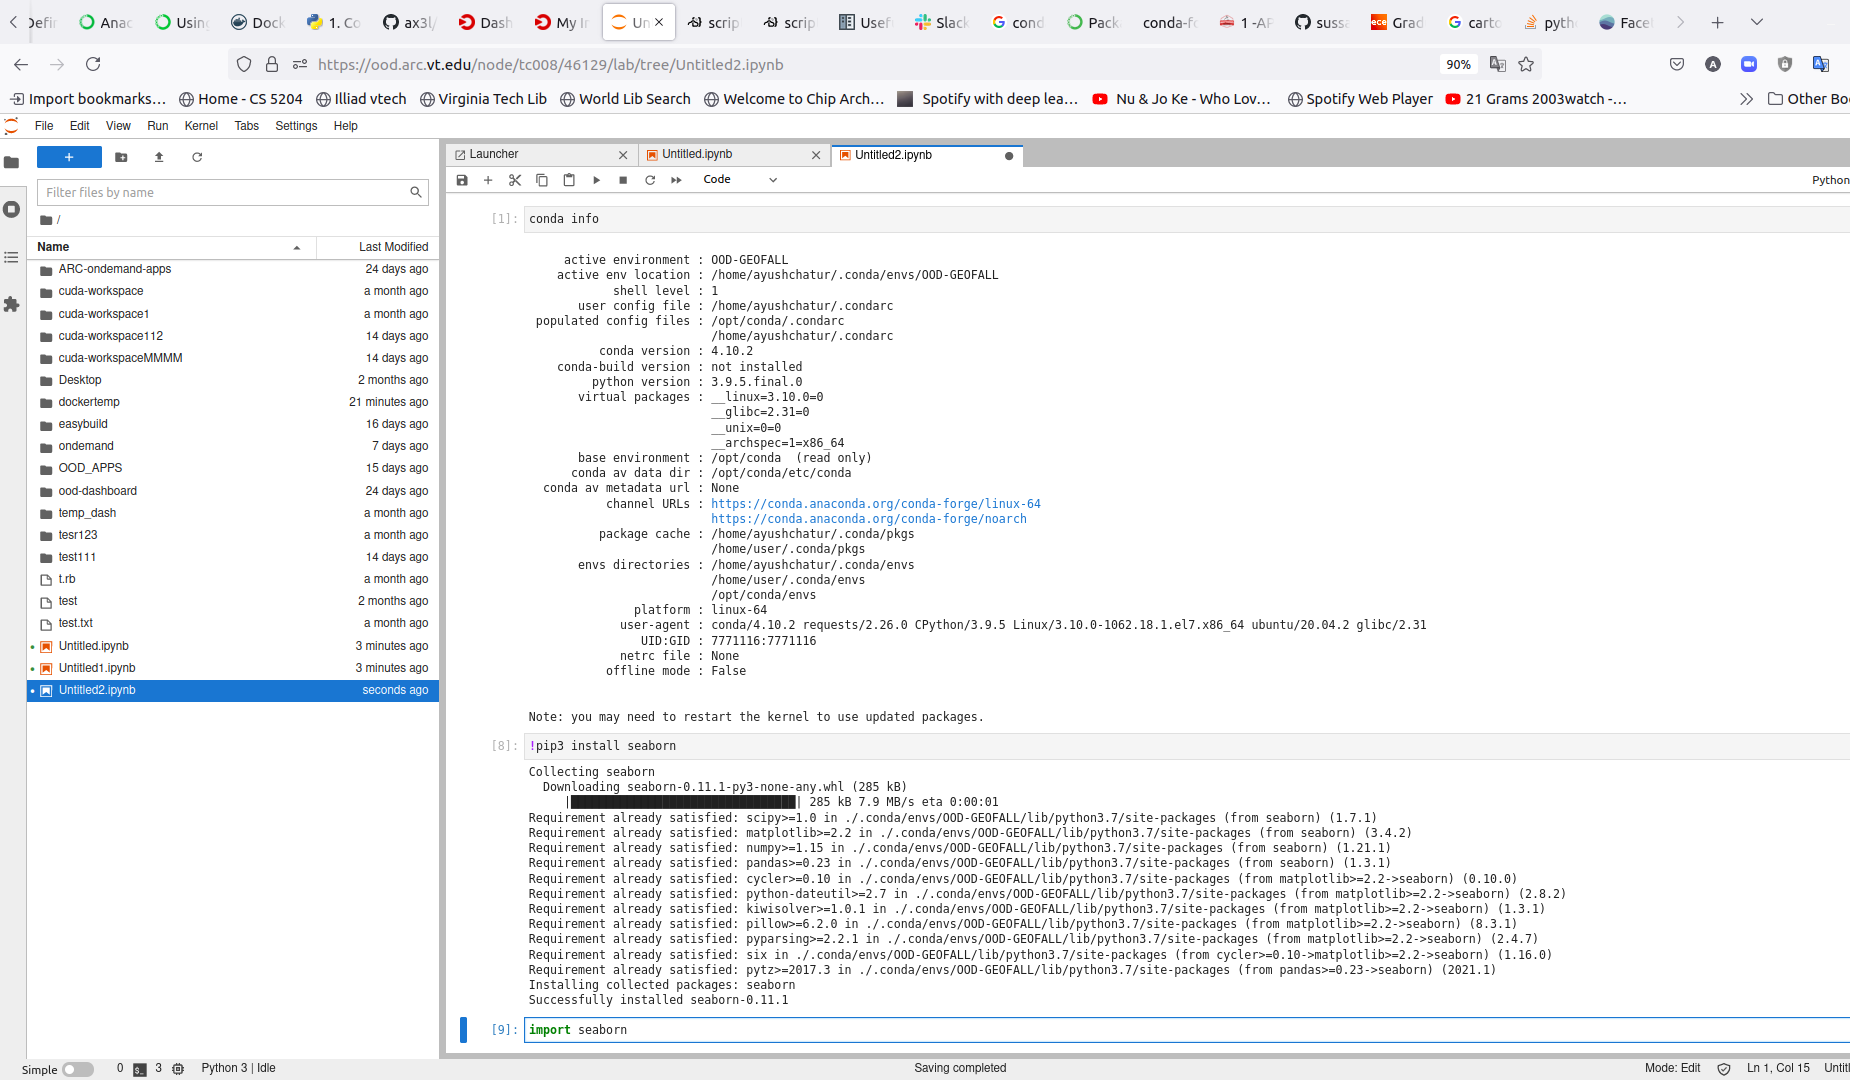 Anac
Using
Dock
1. Co
ax3l/
Dash
My In
Un
scrip
scrip
Usef
Slack
cond
Pack
conda-fo
1 -AP
sussa
ece Grad
carto
pyth
Face
https://ood.arc.vt.edu/node/tc008/46129/lab/tree/Untitled2.ipynb
90%
Import bookmarks… Home - CS 5204 Illiad vtech Virginia Tech Lib World Lib Search Welcome to Chip Arch… Spotify with deep lea… Nu & Jo Ke - Who Lov… Spotify Web Player 21 Grams 2003watch -… Other Bo
File Edit View Run Kernel Tabs Settings Help
Launcher
Untitled.ipynb
Untitled2.ipynb
Code
Python
Filter files by name
/
Name Last Modified
ARC-ondemand-apps 24 days ago
cuda-workspace a month ago
cuda-workspace1 a month ago
cuda-workspace112 14 days ago
cuda-workspaceMMMM 14 days ago
Desktop 2 months ago
dockertemp 21 minutes ago
easybuild 16 days ago
ondemand 7 days ago
OOD_APPS 15 days ago
ood-dashboard 24 days ago
temp_dash a month ago
tesr123 a month ago
test111 14 days ago
t.rb a month ago
test 2 months ago
test.txt a month ago
Untitled.ipynb 3 minutes ago
Untitled1.ipynb 3 minutes ago
Untitled2.ipynb seconds ago
[1]: conda info
active environment : OOD-GEOFALL
active env location : /home/ayushchatur/.conda/envs/OOD-GEOFALL
shell level : 1
user config file : /home/ayushchatur/.condarc
populated config files : /opt/conda/.condarc
/home/ayushchatur/.condarc
conda version : 4.10.2
conda-build version : not installed
python version : 3.9.5.final.0
virtual packages : __linux=3.10.0=0
__glibc=2.31=0
__unix=0=0
__archspec=1=x86_64
base environment : /opt/conda  (read only)
conda av data dir : /opt/conda/etc/conda
conda av metadata url : None
channel URLs : https://conda.anaconda.org/conda-forge/linux-64
https://conda.anaconda.org/conda-forge/noarch
package cache : /home/ayushchatur/.conda/pkgs
/home/user/.conda/pkgs
envs directories : /home/ayushchatur/.conda/envs
/home/user/.conda/envs
/opt/conda/envs
platform : linux-64
user-agent : conda/4.10.2 requests/2.26.0 CPython/3.9.5 Linux/3.10.0-1062.18.1.el7.x86_64 ubuntu/20.04.2 glibc/2.31
UID:GID : 7771116:7771116
netrc file : None
offline mode : False
Note: you may need to restart the kernel to use updated packages.
[8]: !pip3 install seaborn
Collecting seaborn
Downloading seaborn-0.11.1-py3-none-any.whl (285 kB)
|████████████████████████████████| 285 kB 7.9 MB/s eta 0:00:01
Requirement already satisfied: scipy>=1.0 in ./.conda/envs/OOD-GEOFALL/lib/python3.7/site-packages (from seaborn) (1.7.1)
Requirement already satisfied: matplotlib>=2.2 in ./.conda/envs/OOD-GEOFALL/lib/python3.7/site-packages (from seaborn) (3.4.2)
Requirement already satisfied: numpy>=1.15 in ./.conda/envs/OOD-GEOFALL/lib/python3.7/site-packages (from seaborn) (1.21.1)
Requirement already satisfied: pandas>=0.23 in ./.conda/envs/OOD-GEOFALL/lib/python3.7/site-packages (from seaborn) (1.3.1)
Requirement already satisfied: cycler>=0.10 in ./.conda/envs/OOD-GEOFALL/lib/python3.7/site-packages (from matplotlib>=2.2->seaborn) (0.10.0)
Requirement already satisfied: python-dateutil>=2.7 in ./.conda/envs/OOD-GEOFALL/lib/python3.7/site-packages (from matplotlib>=2.2->seaborn) (2.8.2)
Requirement already satisfied: kiwisolver>=1.0.1 in ./.conda/envs/OOD-GEOFALL/lib/python3.7/site-packages (from matplotlib>=2.2->seaborn) (1.3.1)
Requirement already satisfied: pillow>=6.2.0 in ./.conda/envs/OOD-GEOFALL/lib/python3.7/site-packages (from matplotlib>=2.2->seaborn) (8.3.1)
Requirement already satisfied: pyparsing>=2.2.1 in ./.conda/envs/OOD-GEOFALL/lib/python3.7/site-packages (from matplotlib>=2.2->seaborn) (2.4.7)
Requirement already satisfied: six in ./.conda/envs/OOD-GEOFALL/lib/python3.7/site-packages (from cycler>=0.10->matplotlib>=2.2->seaborn) (1.16.0)
Requirement already satisfied: pytz>=2017.3 in ./.conda/envs/OOD-GEOFALL/lib/python3.7/site-packages (from pandas>=0.23->seaborn) (2021.1)
Installing collected packages: seaborn
Successfully installed seaborn-0.11.1
[9]: import seaborn
Simple 0 3 Python 3 | Idle Saving completed Mode: Edit Ln 1, Col 15 Untitl